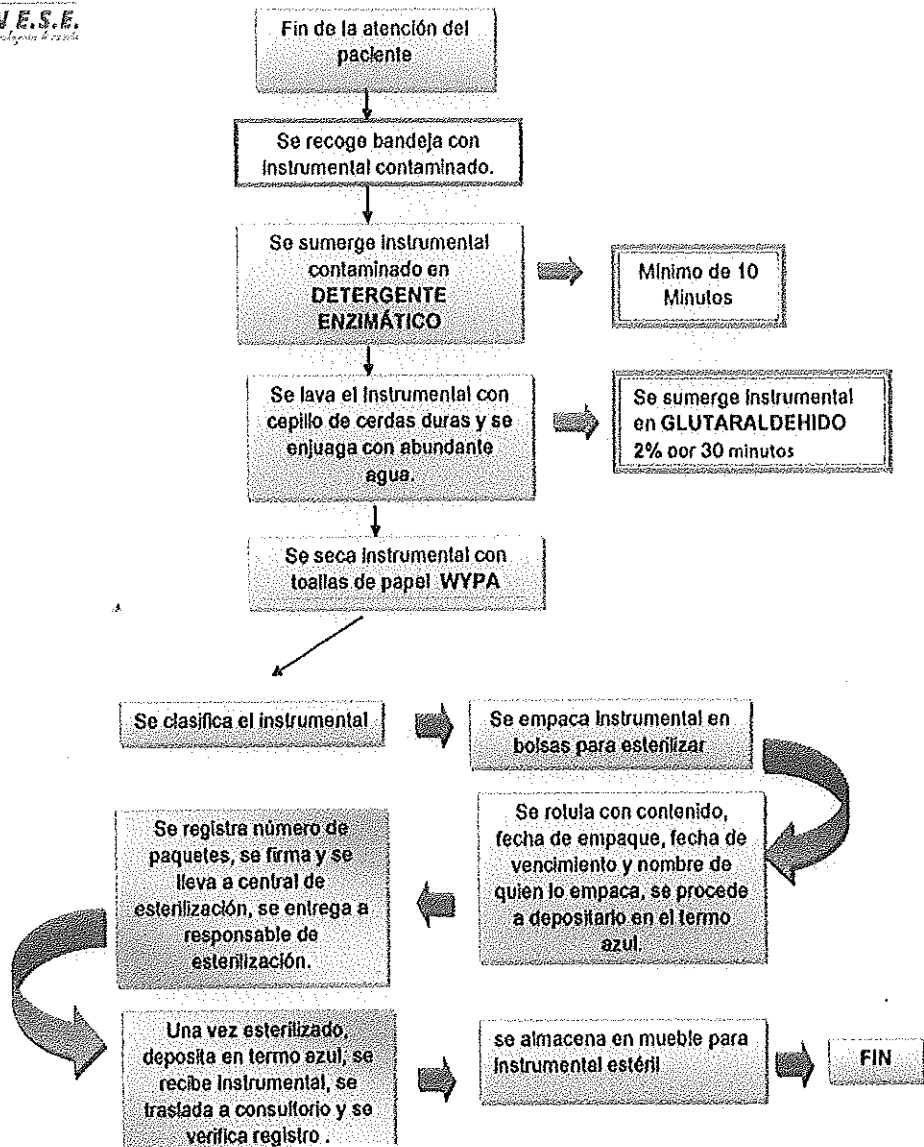 E.S.E.
Fin de la atención del
paciente
Se recoge bandeja con
instrumental contaminado.
Se sumerge instrumental
contaminado en
DETERGENTE
ENZIMÁTICO
Mínimo de 10
Minutos
Se lava el instrumental con
cepillo de cerdas duras y se
enjuaga con abundante
agua.
Se sumerge instrumental
en GLUTARALDEHIDO
2% por 30 minutos
Se seca instrumental con
toallas de papel WYPA
Se clasifica el instrumental
Se empaca instrumental en
bolsas para esterilizar
Se rotula con contenido,
fecha de empaque, fecha de
vencimiento y nombre de
quien lo empaca, se procede
a depositarlo en el termo
azul.
Se registra número de
paquetes, se firma y se
lleva a central de
esterilización, se entrega a
responsable de
esterilización.
Una vez esterilizado,
deposita en termo azul, se
recibe instrumental, se
traslada a consultorio y se
verifica registro .
se almacena en mueble para
instrumental estéril
FIN